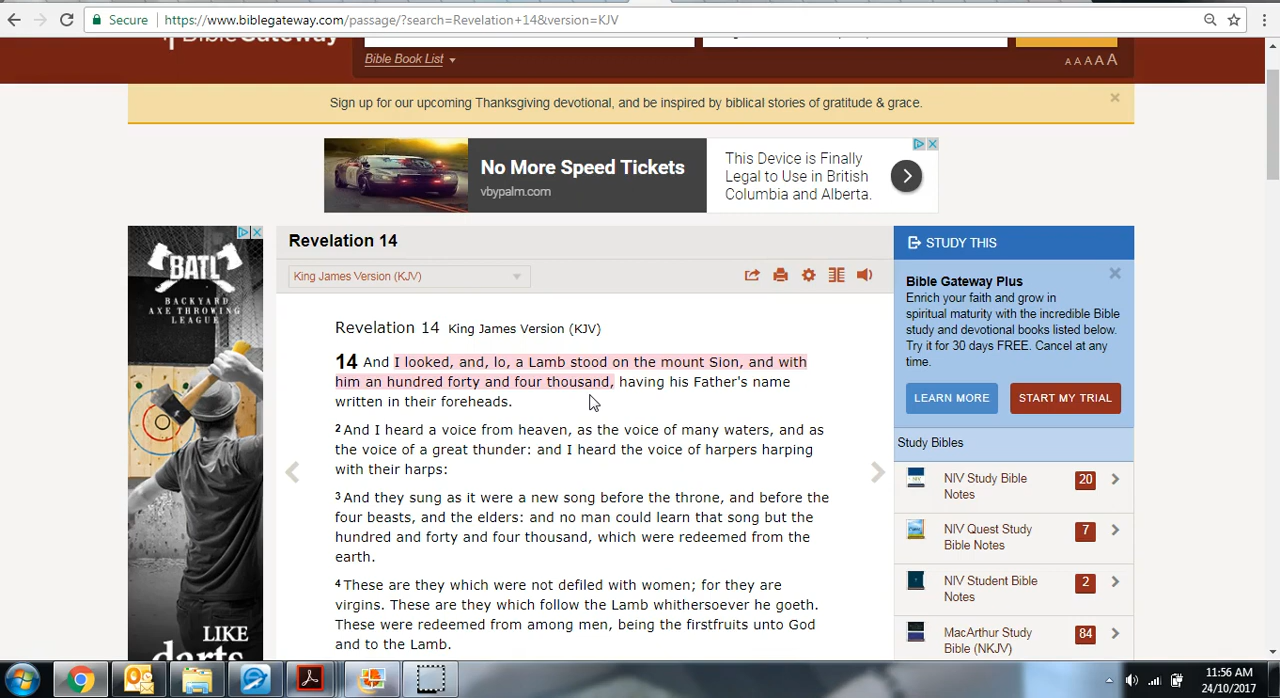 Secure
https://www.biblegateway.com/passage/?search=Revelation+14&version=KJV
BibleGateway
Bible Book List
A A A A A
Sign up for our upcoming Thanksgiving devotional, and be inspired by biblical stories of gratitude & grace.
No More Speed Tickets
vbypalm.com
This Device is Finally
Legal to Use in British
Columbia and Alberta.
BATL
BACKYARD
AXE THROWING
LEAGUE
LIKE
darts
Revelation 14
King James Version (KJV)
Revelation 14 King James Version (KJV)
14 And I looked, and, lo, a Lamb stood on the mount Sion, and with
him an hundred forty and four thousand, having his Father's name
written in their foreheads.
2 And I heard a voice from heaven, as the voice of many waters, and as
the voice of a great thunder: and I heard the voice of harpers harping
with their harps:
3 And they sung as it were a new song before the throne, and before the
four beasts, and the elders: and no man could learn that song but the
hundred and forty and four thousand, which were redeemed from the
earth.
4 These are they which were not defiled with women; for they are
virgins. These are they which follow the Lamb whithersoever he goeth.
These were redeemed from among men, being the firstfruits unto God
and to the Lamb.
STUDY THIS
Bible Gateway Plus
Enrich your faith and grow in
spiritual maturity with the incredible Bible
study and devotional books listed below.
Try it for 30 days FREE. Cancel at any
time.
LEARN MORE
START MY TRIAL
Study Bibles
NIV Study Bible
Notes
20
NIV Quest Study
Bible Notes
7
NIV Student Bible
Notes
2
MacArthur Study
Bible (NKJV)
84
11:56 AM
24/10/2017